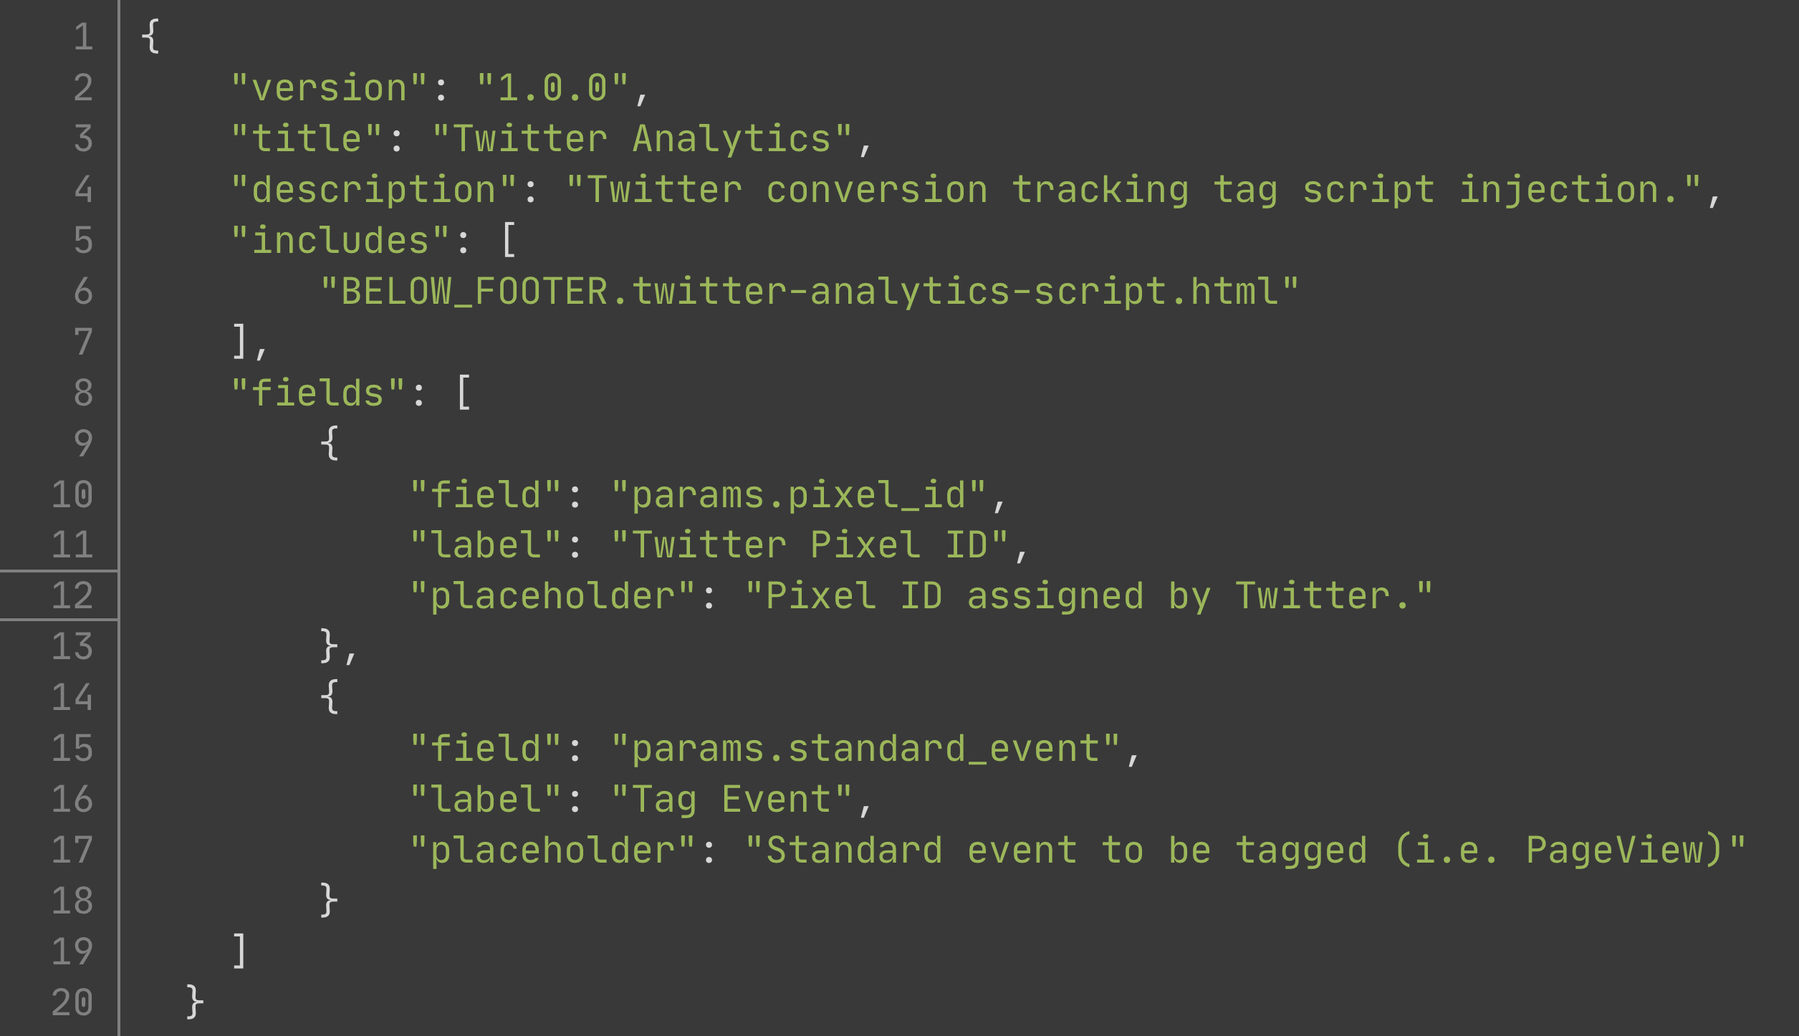 1 {
2     "version": "1.0.0",
3     "title": "Twitter Analytics",
4     "description": "Twitter conversion tracking tag script injection.",
5     "includes": [
6         "BELOW_FOOTER.twitter-analytics-script.html"
7     ],
8     "fields": [
9         {
10             "field": "params.pixel_id",
11             "label": "Twitter Pixel ID",
12             "placeholder": "Pixel ID assigned by Twitter."
13         },
14         {
15             "field": "params.standard_event",
16             "label": "Tag Event",
17             "placeholder": "Standard event to be tagged (i.e. PageView)"
18         }
19     ]
20   }